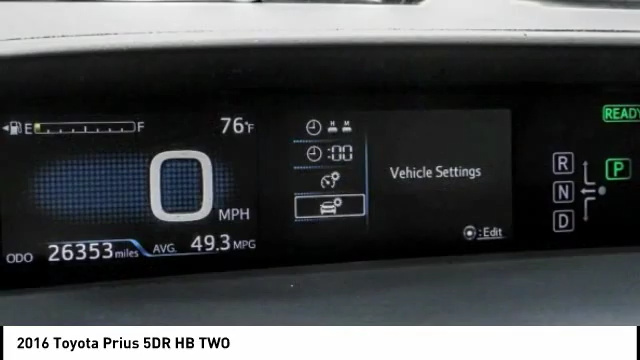 E F 76°F
0 MPH
ODO 26353 miles AVG. 49.3 MPG
H M
:00
Vehicle Settings
:Edit
READY
R
N
D
P
2016 Toyota Prius 5DR HB TWO